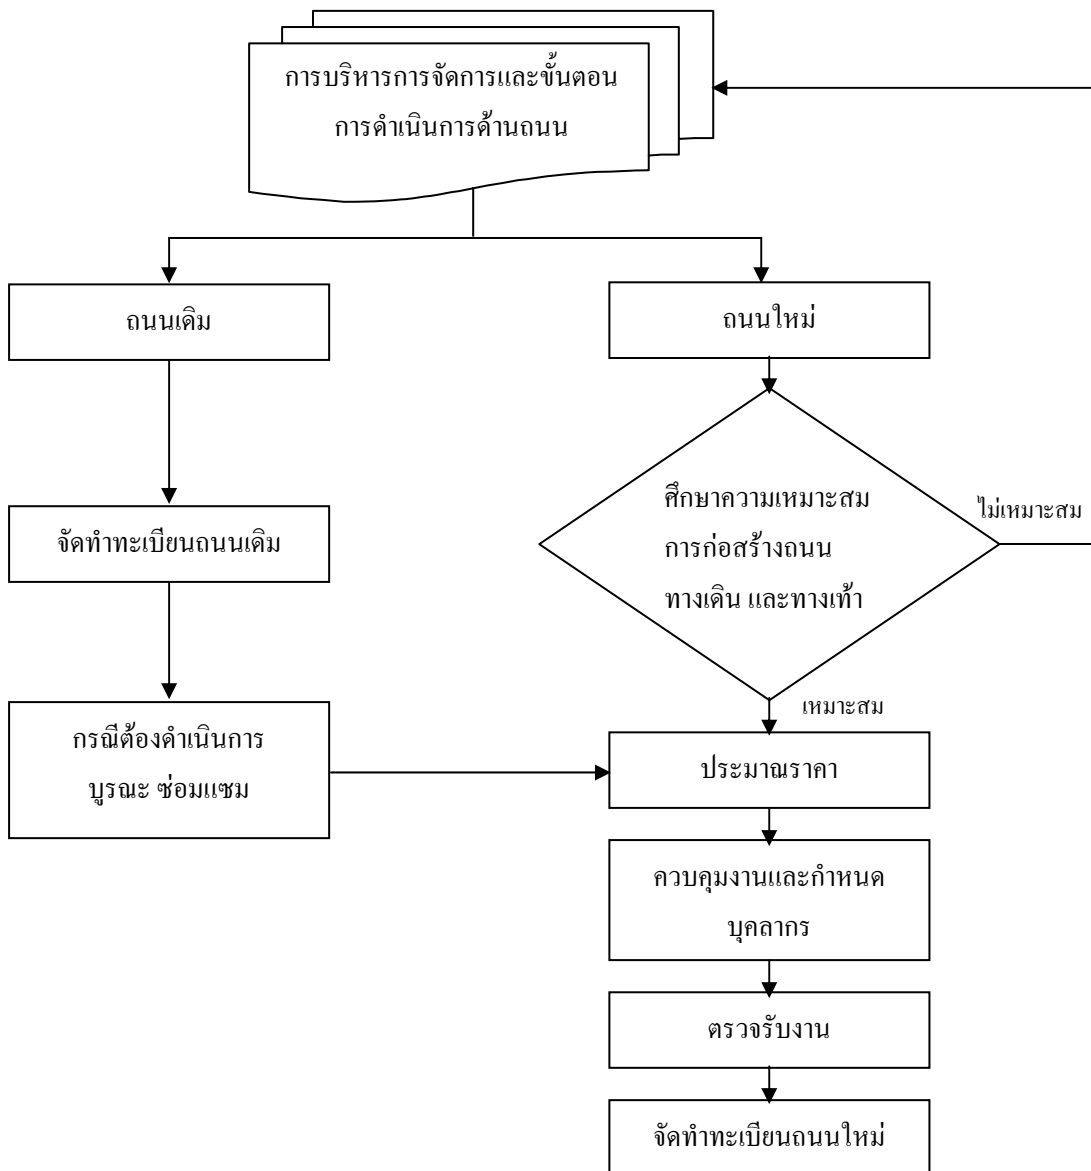 การบริหารการจัดการและขั้นตอน
การดำเนินการด้านถนน
ถนนเดิม
ถนนใหม่
ศึกษาความเหมาะสม
การก่อสร้างถนน
ทางเดิน และทางเท้า
ไม่เหมาะสม
จัดทำทะเบียนถนนเดิม
เหมาะสม
กรณีต้องดำเนินการ
บูรณะ ซ่อมแซม
ประมาณราคา
ควบคุมงานและกำหนด
บุคลากร
ตรวจรับงาน
จัดทำทะเบียนถนนใหม่